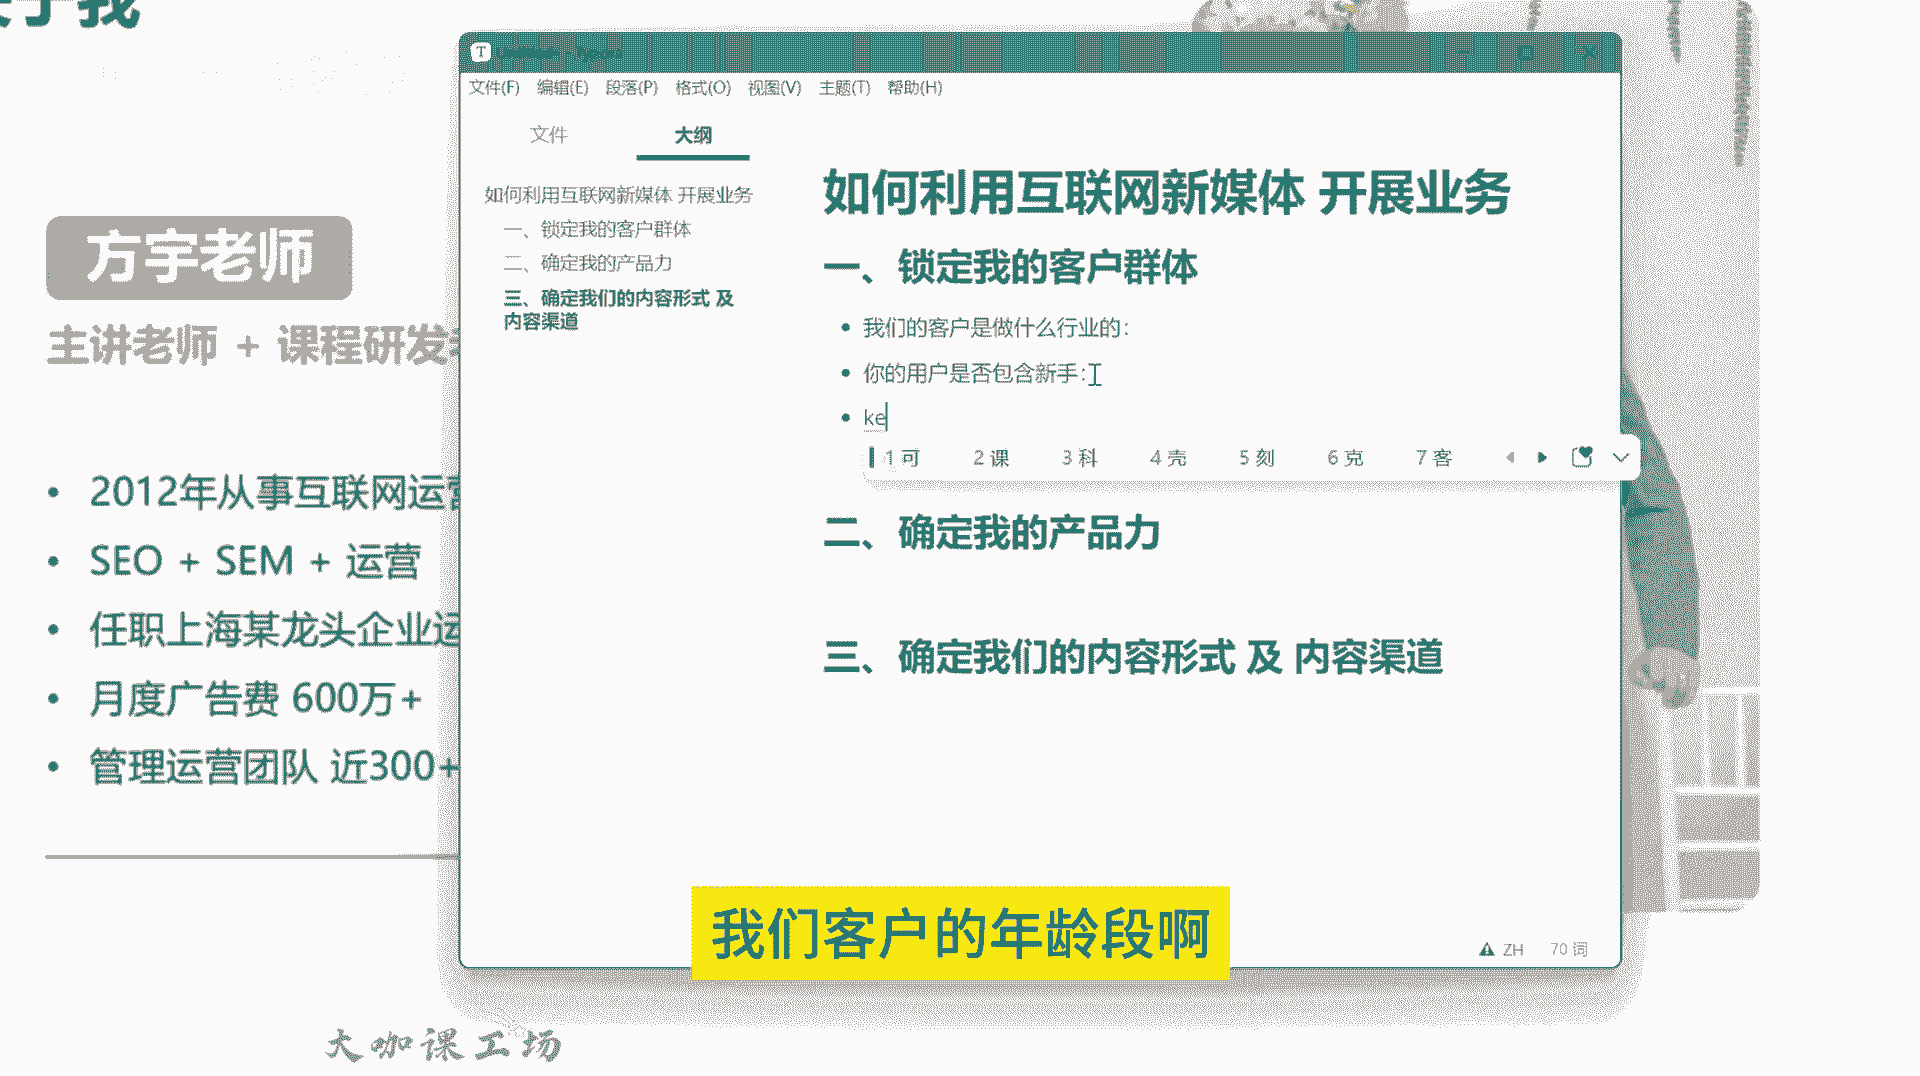 于我
方宇老师
主讲老师 + 课程研发
2012年从事互联网运营
SEO + SEM + 运营
任职上海某龙头企业运
月度广告费 600万+
管理运营团队 近300+
大咖课工场
T
文件(F) 编辑(E) 段落(P) 格式(O) 视图(V) 主题(T) 帮助(H)
文件 大纲
如何利用互联网新媒体 开展业务
一、锁定我的客户群体
二、确定我的产品力
三、确定我们的内容形式 及
内容渠道
如何利用互联网新媒体 开展业务
一、锁定我的客户群体
我们的客户是做什么行业的：
你的用户是否包含新手：
ke
1 可 2 课 3 科 4 壳 5 刻 6 克 7 客
二、确定我的产品力
三、确定我们的内容形式 及 内容渠道
ZH 70 词
我们客户的年龄段啊